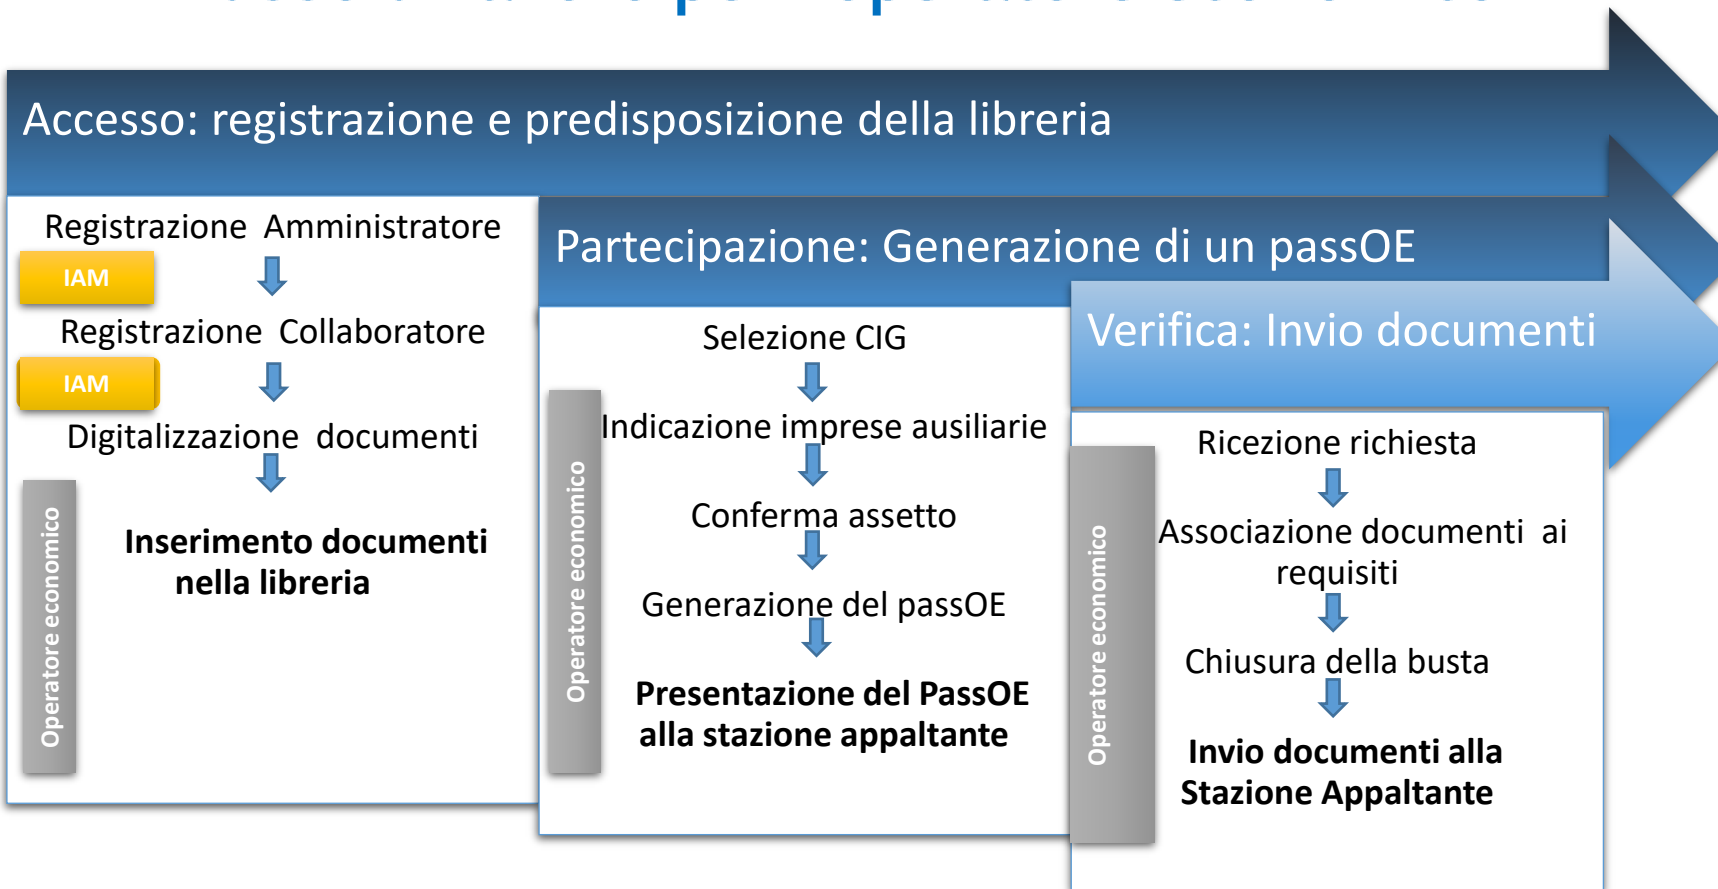 Accesso: registrazione e predisposizione della libreria
Registrazione Amministratore
IAM
Registrazione Collaboratore
IAM
Digitalizzazione documenti
Operatore economico
Inserimento documenti
nella libreria
Partecipazione: Generazione di un passOE
Selezione CIG
Indicazione imprese ausiliarie
Operatore economico
Conferma assetto
Generazione del passOE
Presentazione del PassOE
alla stazione appaltante
Verifica: Invio documenti
Ricezione richiesta
Operatore economico
Associazione documenti ai
requisiti
Chiusura della busta
Invio documenti alla
Stazione Appaltante